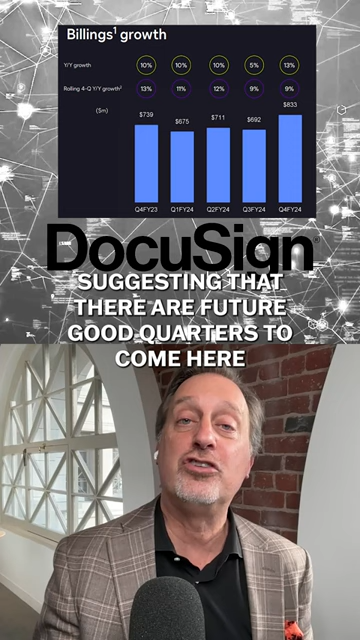 Billings¹ growth
Y/Y growth 10% 10% 10% 5% 13%
Rolling 4-Q Y/Y growth² 13% 11% 12% 9% 9%
($m) $739 $675 $711 $692 $833
Q4FY23 Q1FY24 Q2FY24 Q3FY24 Q4FY24
DocuSign®
SUGGESTING THAT
THERE ARE FUTURE
GOOD QUARTERS TO
COME HERE